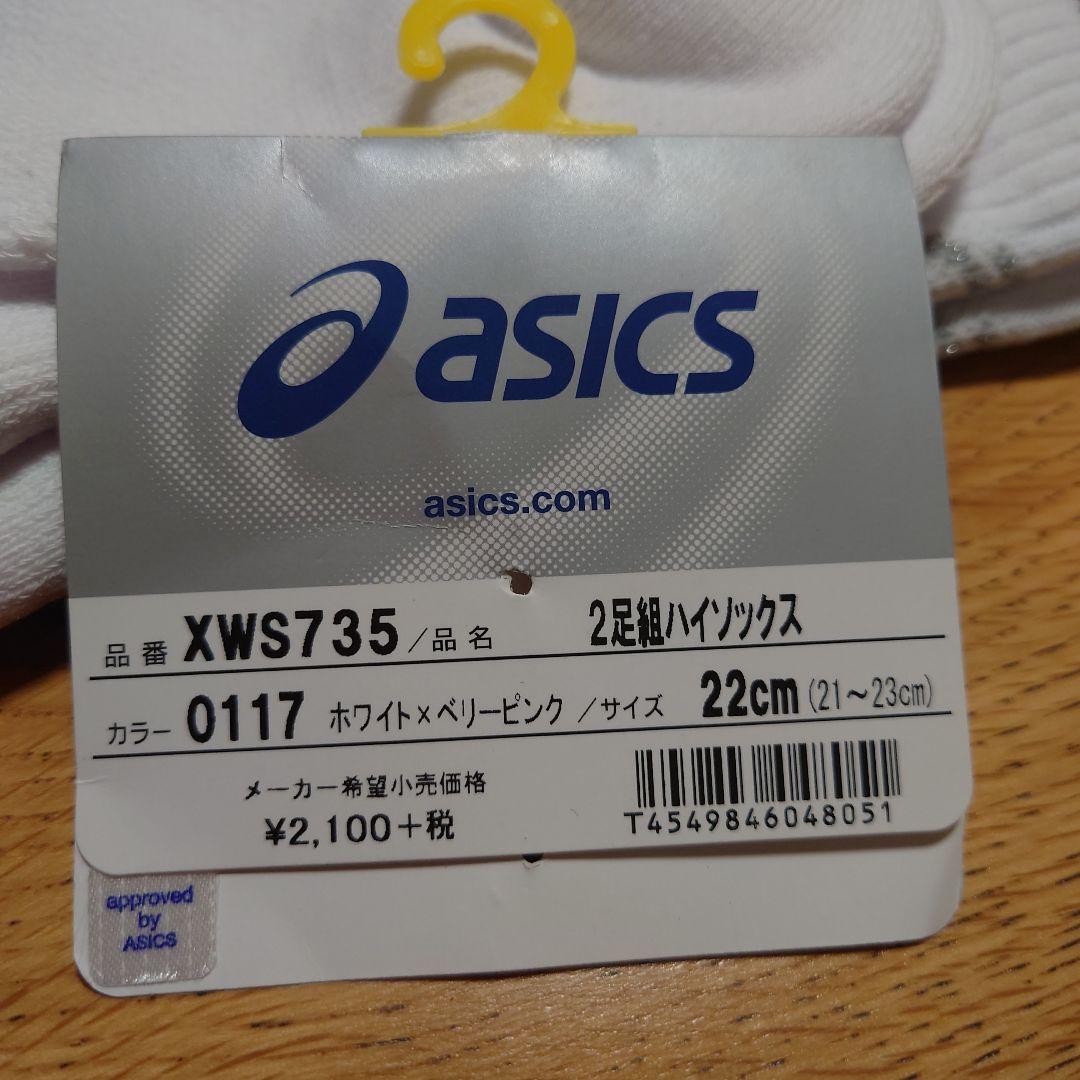 asics
asics.com
品番 XWS735 /品名 2足組ハイソックス
カラー 0117 ホワイト×ベリーピンク /サイズ 22cm (21～23cm)
メーカー希望小売価格
¥2,100+税
T4549846048051
approved
by
ASICS